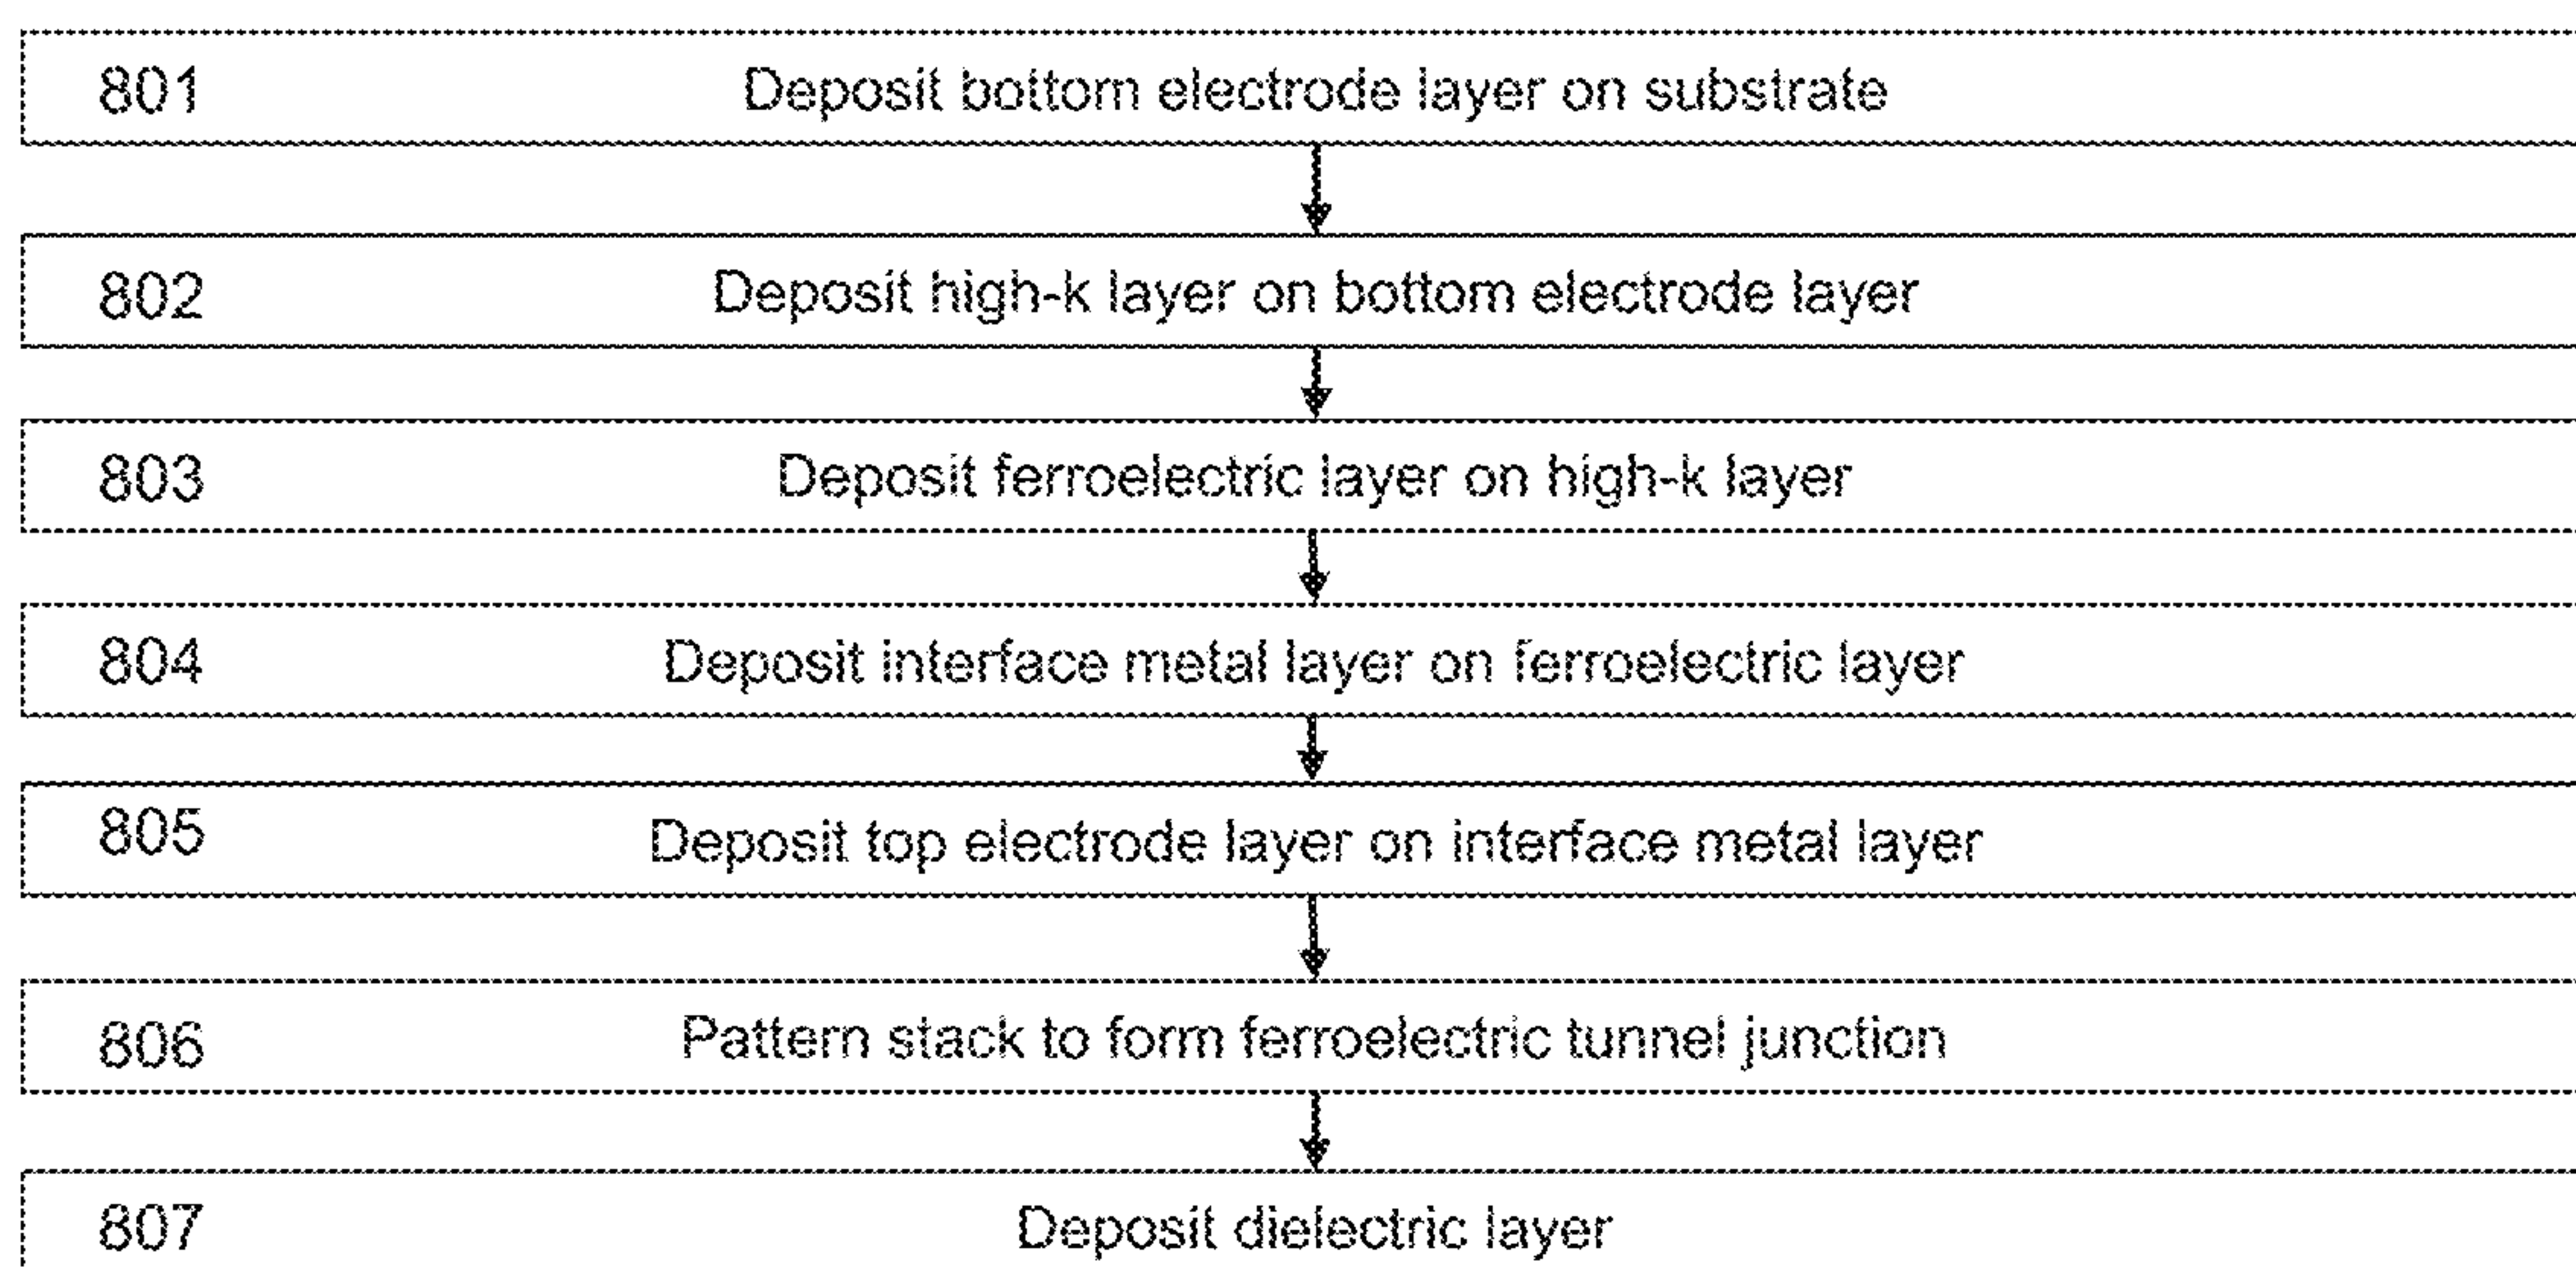 801 Deposit bottom electrode layer on substrate
802 Deposit high-k layer on bottom electrode layer
803 Deposit ferroelectric layer on high-k layer
804 Deposit interface metal layer on ferroelectric layer
805 Deposit top electrode layer on interface metal layer
806 Pattern stack to form ferroelectric tunnel junction
807 Deposit dielectric layer